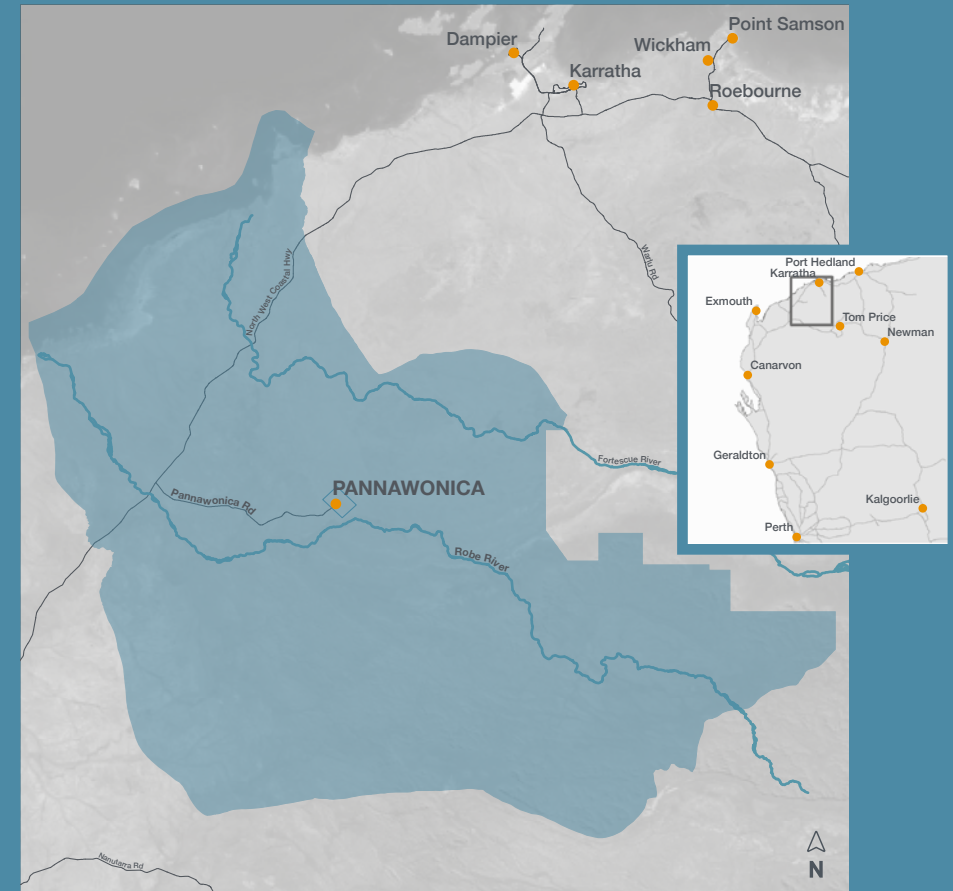 Point Samson
Dampier
Wickham
Karratha
Roebourne
Warlu Rd
North West Coastal Hwy
Port Hedland
Karratha
Exmouth
Tom Price
Newman
Canarvon
Geraldton
Kalgoorlie
Perth
Fortescue River
PANNAWONICA
Pannawonica Rd
Robe River
Nanutarra Rd
N